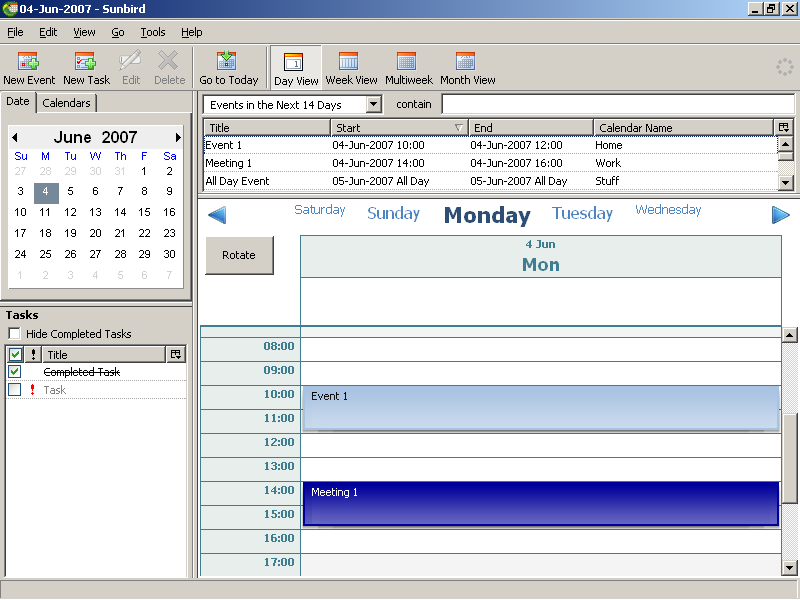 04-Jun-2007 - Sunbird
File Edit View Go Tools Help
New Event New Task Edit Delete Go to Today Day View Week View Multiweek Month View
Date Calendars
June 2007
Su M Tu W Th F Sa
27 28 29 30 31 1 2
3 4 5 6 7 8 9
10 11 12 13 14 15 16
17 18 19 20 21 22 23
24 25 26 27 28 29 30
1 2 3 4 5 6 7
Tasks
Hide Completed Tasks
! Title
Completed Task
! Task
Events in the Next 14 Days contain
Title Start End Calendar Name
Event 1 04-Jun-2007 10:00 04-Jun-2007 12:00 Home
Meeting 1 04-Jun-2007 14:00 04-Jun-2007 16:00 Work
All Day Event 05-Jun-2007 All Day 05-Jun-2007 All Day Stuff
Saturday Sunday Monday Tuesday Wednesday
Rotate
4 Jun
Mon
08:00
09:00
10:00 Event 1
11:00
12:00
13:00
14:00 Meeting 1
15:00
16:00
17:00